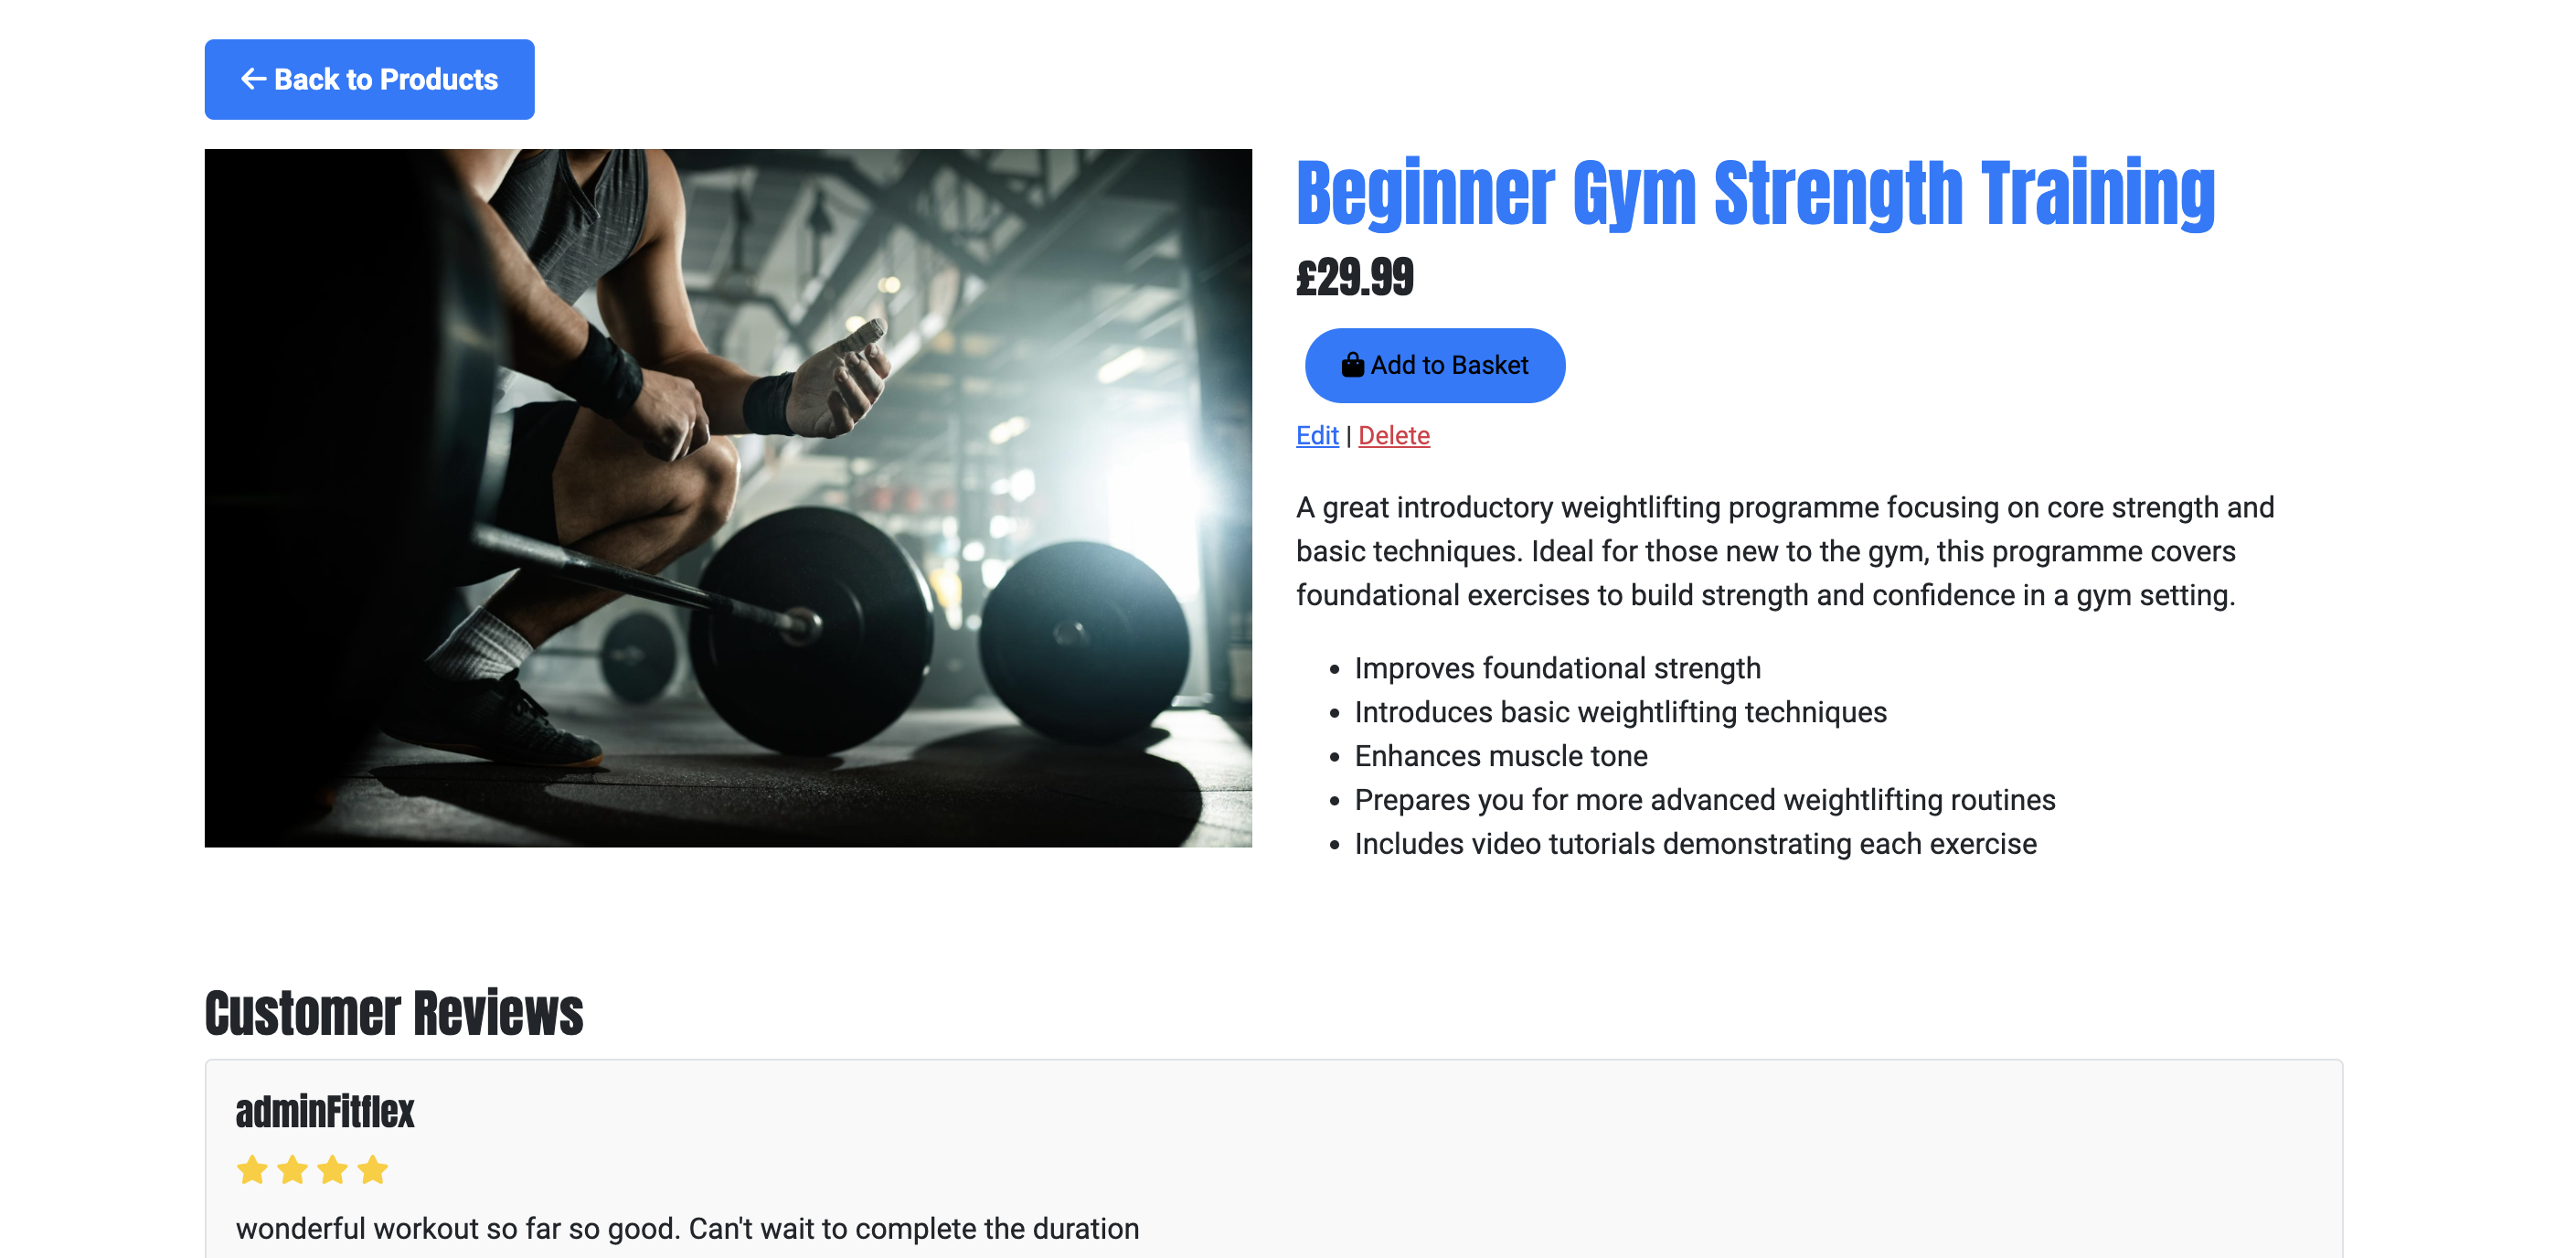 ← Back to Products
Beginner Gym Strength Training
£29.99
Add to Basket
Edit | Delete
A great introductory weightlifting programme focusing on core strength and
basic techniques. Ideal for those new to the gym, this programme covers
foundational exercises to build strength and confidence in a gym setting.
• Improves foundational strength
• Introduces basic weightlifting techniques
• Enhances muscle tone
• Prepares you for more advanced weightlifting routines
• Includes video tutorials demonstrating each exercise
Customer Reviews
adminFitflex
wonderful workout so far so good. Can't wait to complete the duration